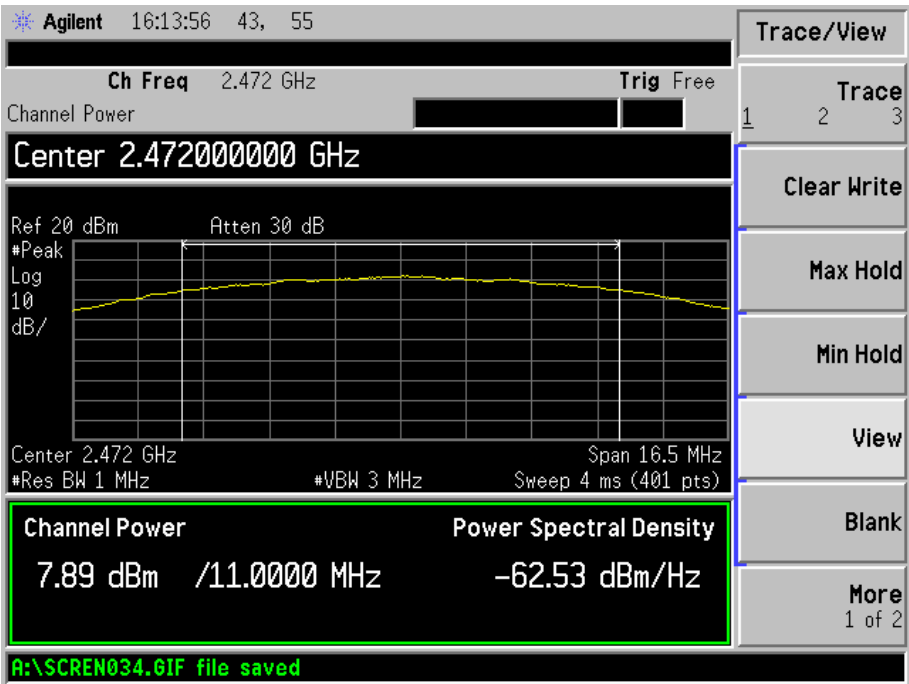 Agilent 16:13:56 43, 55
Ch Freq 2.472 GHz Trig Free
Channel Power
Center 2.472000000 GHz
Ref 20 dBm Atten 30 dB
#Peak
Log
10
dB/
Center 2.472 GHz Span 16.5 MHz
#Res BW 1 MHz #VBW 3 MHz Sweep 4 ms (401 pts)
Channel Power Power Spectral Density
7.89 dBm /11.0000 MHz -62.53 dBm/Hz
A:\SCREN034.GIF file saved
Trace/View
Trace
1 2 3
Clear Write
Max Hold
Min Hold
View
Blank
More
1 of 2